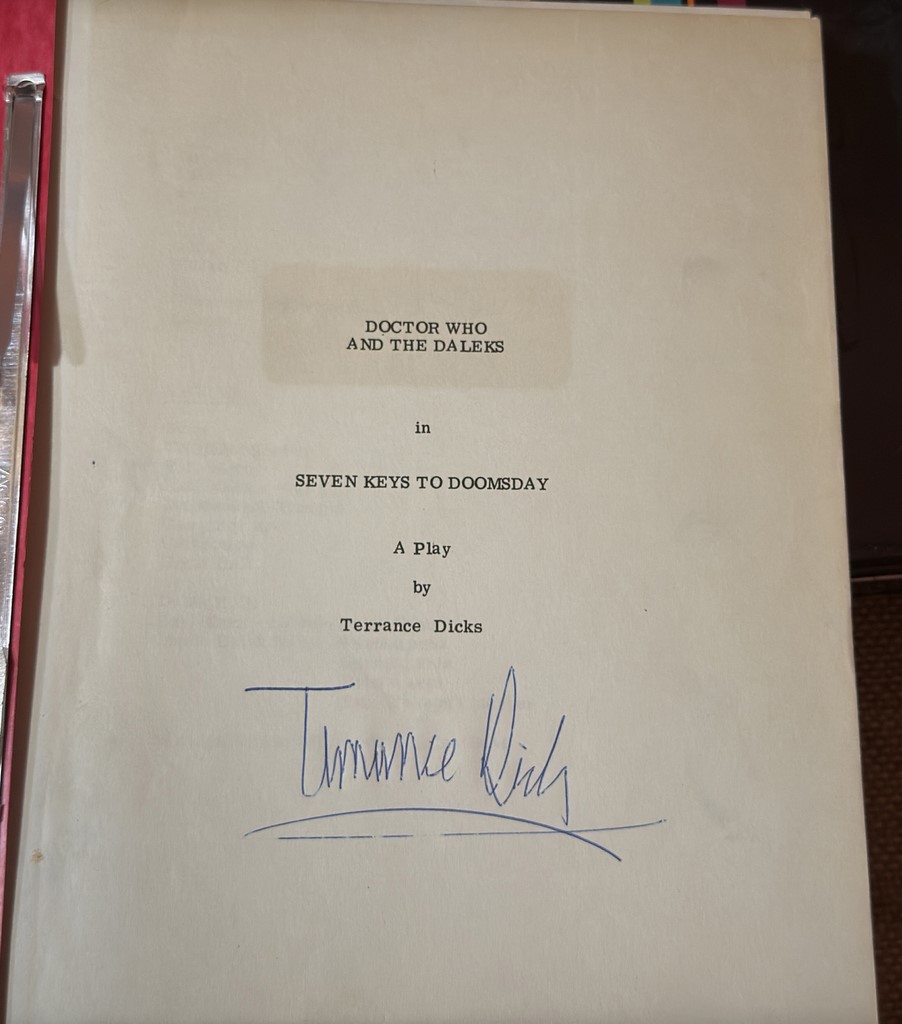 DOCTOR WHO
AND THE DALEKS
in
SEVEN KEYS TO DOOMSDAY
A Play
by
Terrance Dicks
Terrance Dicks